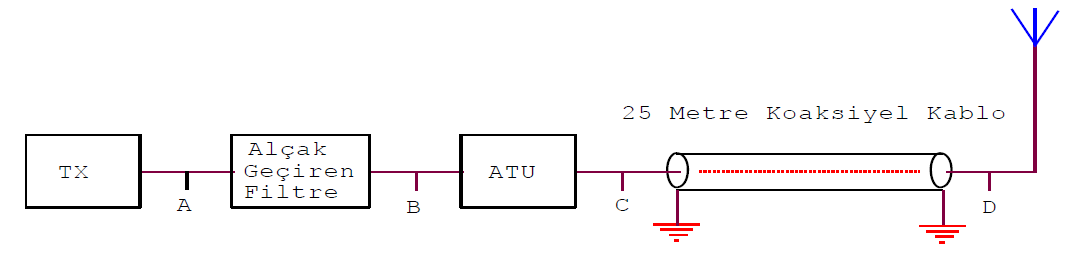 25 Metre Koaksiyel Kablo
TX
Alçak
Geçiren
Filtre
ATU
A
B
C
D